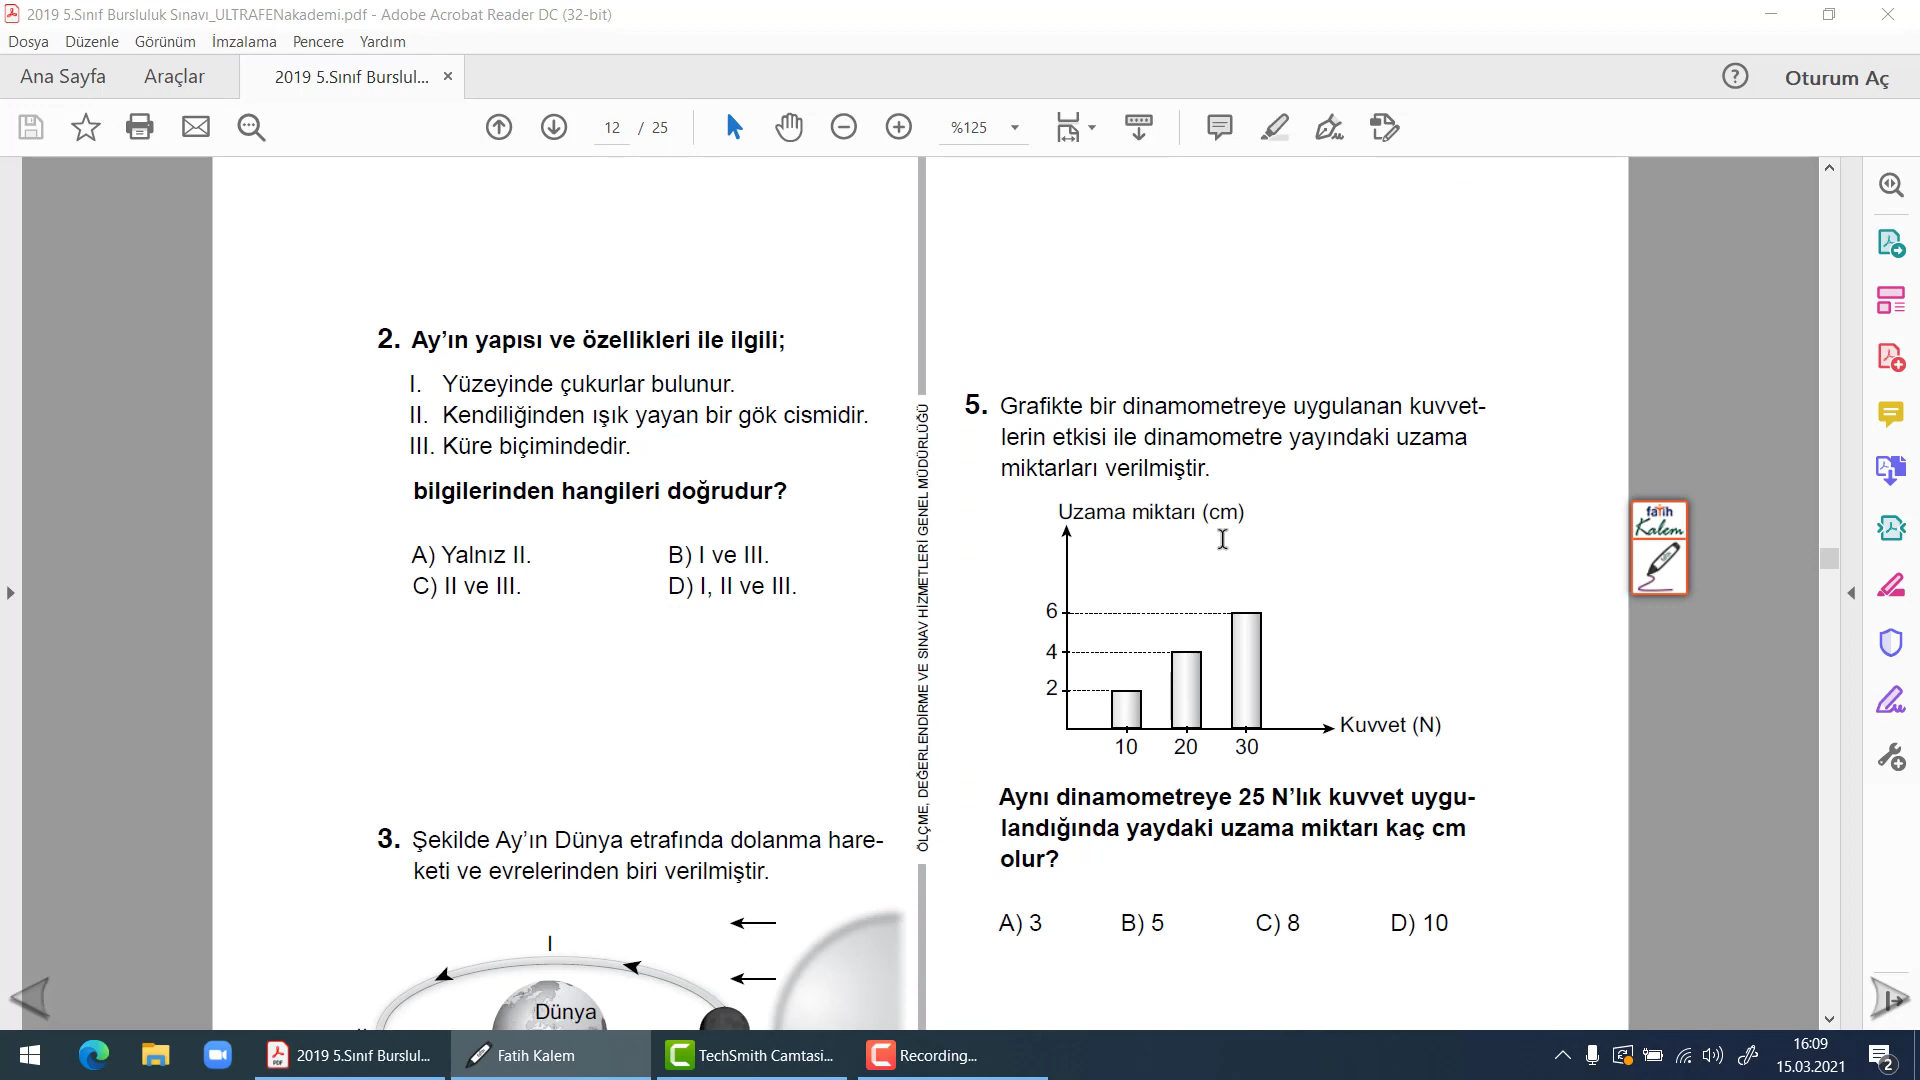 2019 5.Sınıf Bursluluk Sınavı_ULTRAFENakademi.pdf - Adobe Acrobat Reader DC (32-bit)
Dosya Düzenle Görünüm İmzalama Pencere Yardım
Ana Sayfa Araçlar 2019 5.Sınıf Burslul... × Oturum Aç
12 / 25 %125
2. Ay’ın yapısı ve özellikleri ile ilgili;
I. Yüzeyinde çukurlar bulunur.
II. Kendiliğinden ışık yayan bir gök cismidir.
III. Küre biçimindedir.
bilgilerinden hangileri doğrudur?
A) Yalnız II. B) I ve III.
C) II ve III. D) I, II ve III.
3. Şekilde Ay’ın Dünya etrafında dolanma hare-
keti ve evrelerinden biri verilmiştir.
I
Dünya
ÖLÇME, DEĞERLENDİRME VE SINAV HİZMETLERİ GENEL MÜDÜRLÜĞÜ
5. Grafikte bir dinamometreye uygulanan kuvvet-
lerin etkisi ile dinamometre yayındaki uzama
miktarları verilmiştir.
Uzama miktarı (cm)
6
4
2
10 20 30
Kuvvet (N)
Aynı dinamometreye 25 N’lık kuvvet uygu-
landığında yaydaki uzama miktarı kaç cm
olur?
A) 3 B) 5 C) 8 D) 10
fatih
Kalem
2019 5.Sınıf Burslul... Fatih Kalem TechSmith Camtasi... Recording...
16:09
15.03.2021
2